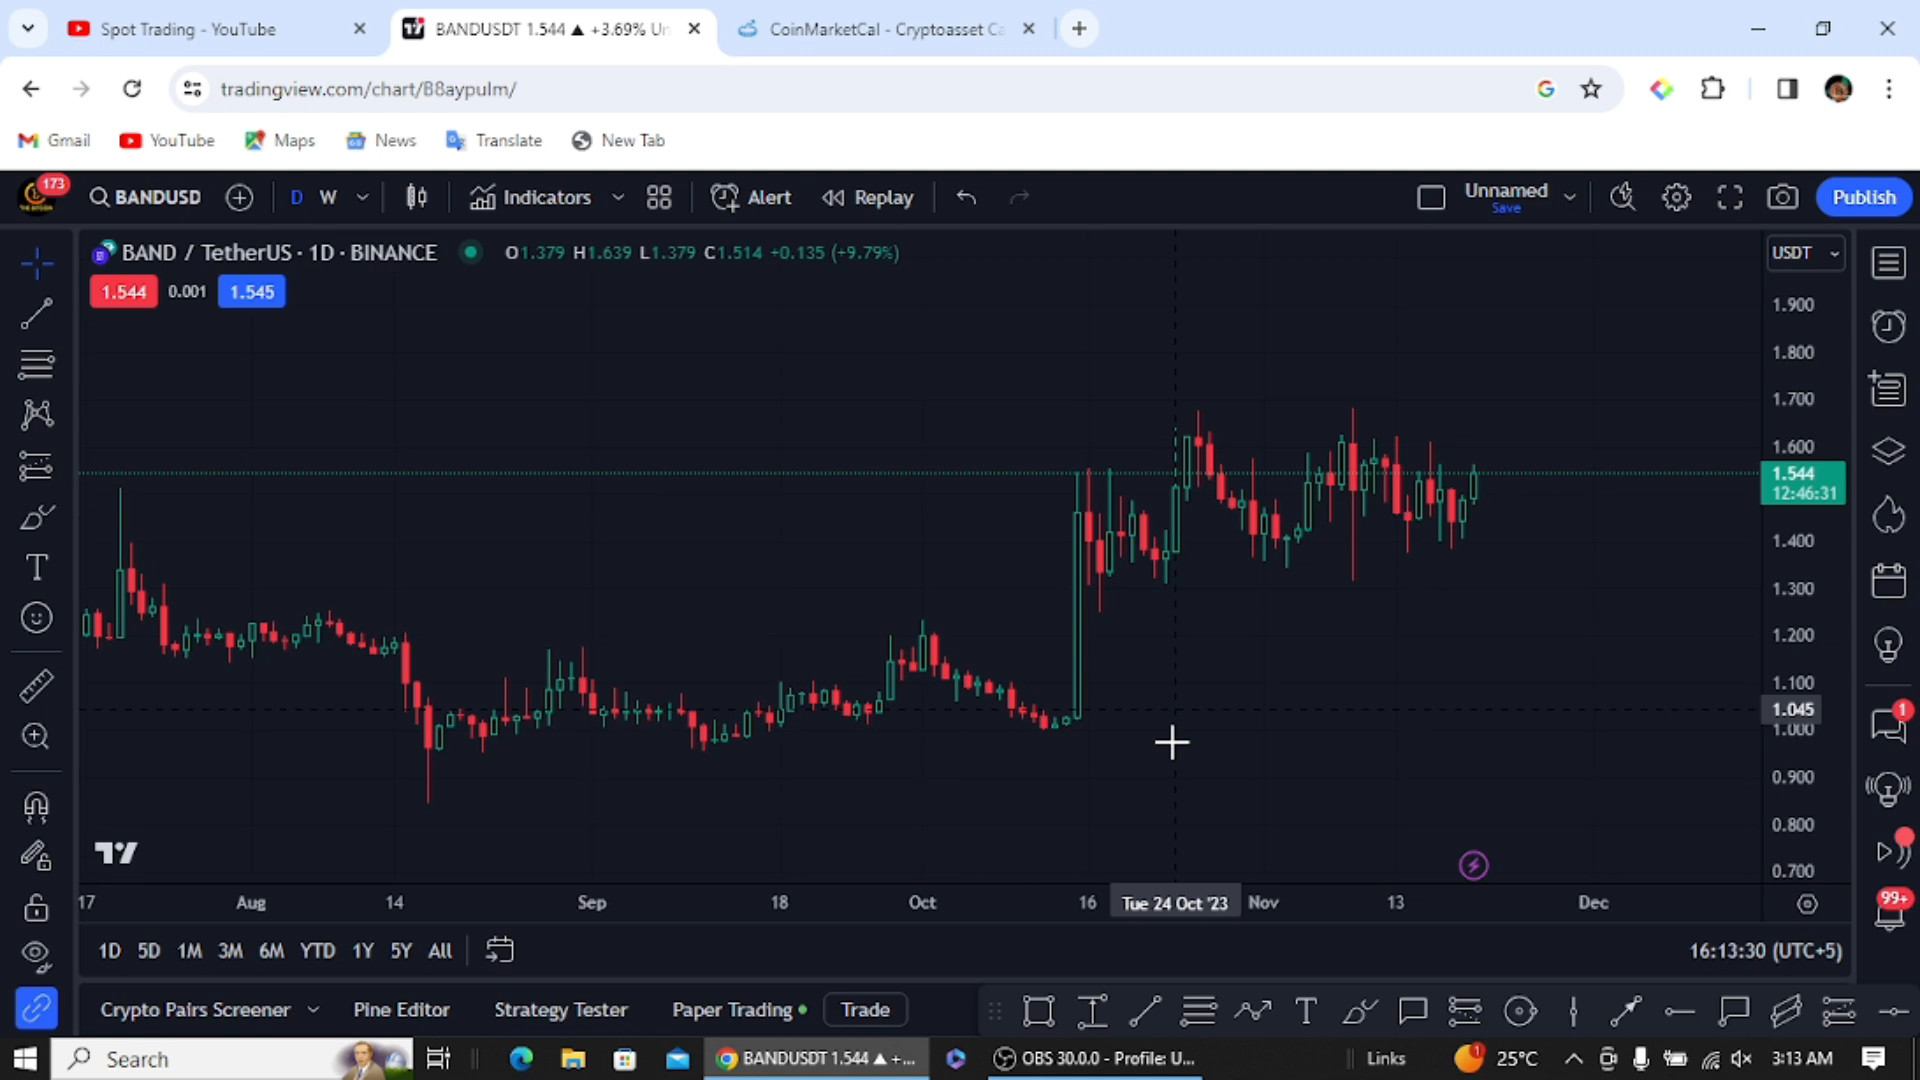 Spot Trading - YouTube
BANDUSDT 1.544 ▲ +3.69% Un
CoinMarketCal - Cryptoasset Ca
tradingview.com/chart/B8aypulm/
Gmail YouTube Maps News Translate New Tab
173
BANDUSD D W Indicators Alert Replay Unnamed Save Publish
BAND / TetherUS · 1D · BINANCE O1.379 H1.639 L1.379 C1.514 +0.135 (+9.79%) USDT
1.544 0.001 1.545
1.900
1.800
1.700
1.600
1.544
12:46:31
1.400
1.300
1.200
1.100
1.045
1.000
0.900
0.800
0.700
1
99+
17 Aug 14 Sep 18 Oct 16 Tue 24 Oct '23 Nov 13 Dec
1D 5D 1M 3M 6M YTD 1Y 5Y All 16:13:30 (UTC+5)
Crypto Pairs Screener Pine Editor Strategy Tester Paper Trading Trade
Search BANDUSDT 1.544 ▲ +... OBS 30.0.0 - Profile: U... Links 1 25°C 3:13 AM